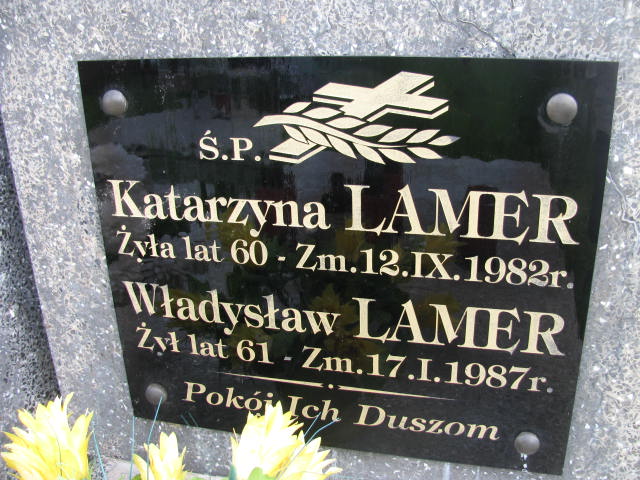 Ś.P.
Katarzyna LAMER
Żyła lat 60 - Zm. 12.IX.1982r.
Władysław LAMER
Żył lat 61 - Zm. 17.I.1987r.
Pokój Ich Duszom